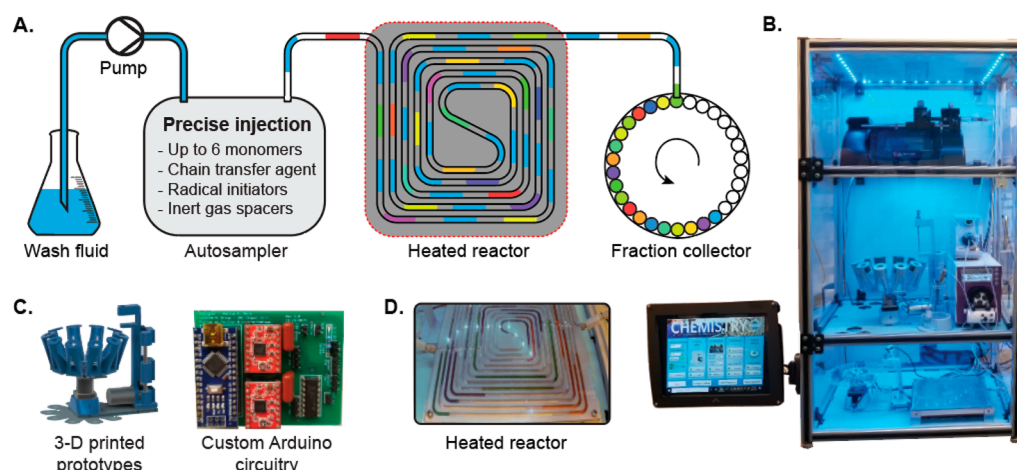 A.
Pump
Precise injection
- Up to 6 monomers
- Chain transfer agent
- Radical initiators
- Inert gas spacers
Wash fluid
Autosampler
Heated reactor
Fraction collector
B.
C.
3-D printed
prototypes
Custom Arduino
circuitry
D.
Heated reactor
CHEMISTRY